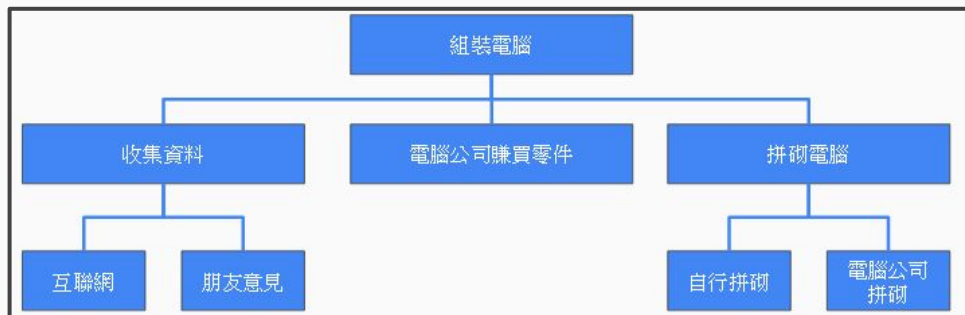 組裝電腦
收集資料
電腦公司賺買零件
拼砌電腦
互聯網
朋友意見
自行拼砌
電腦公司
拼砌